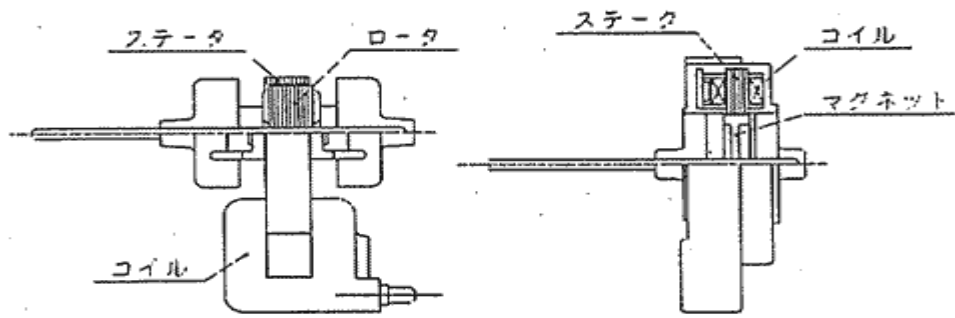 ステータ
ロータ
コイル
ステータ
コイル
マグネット